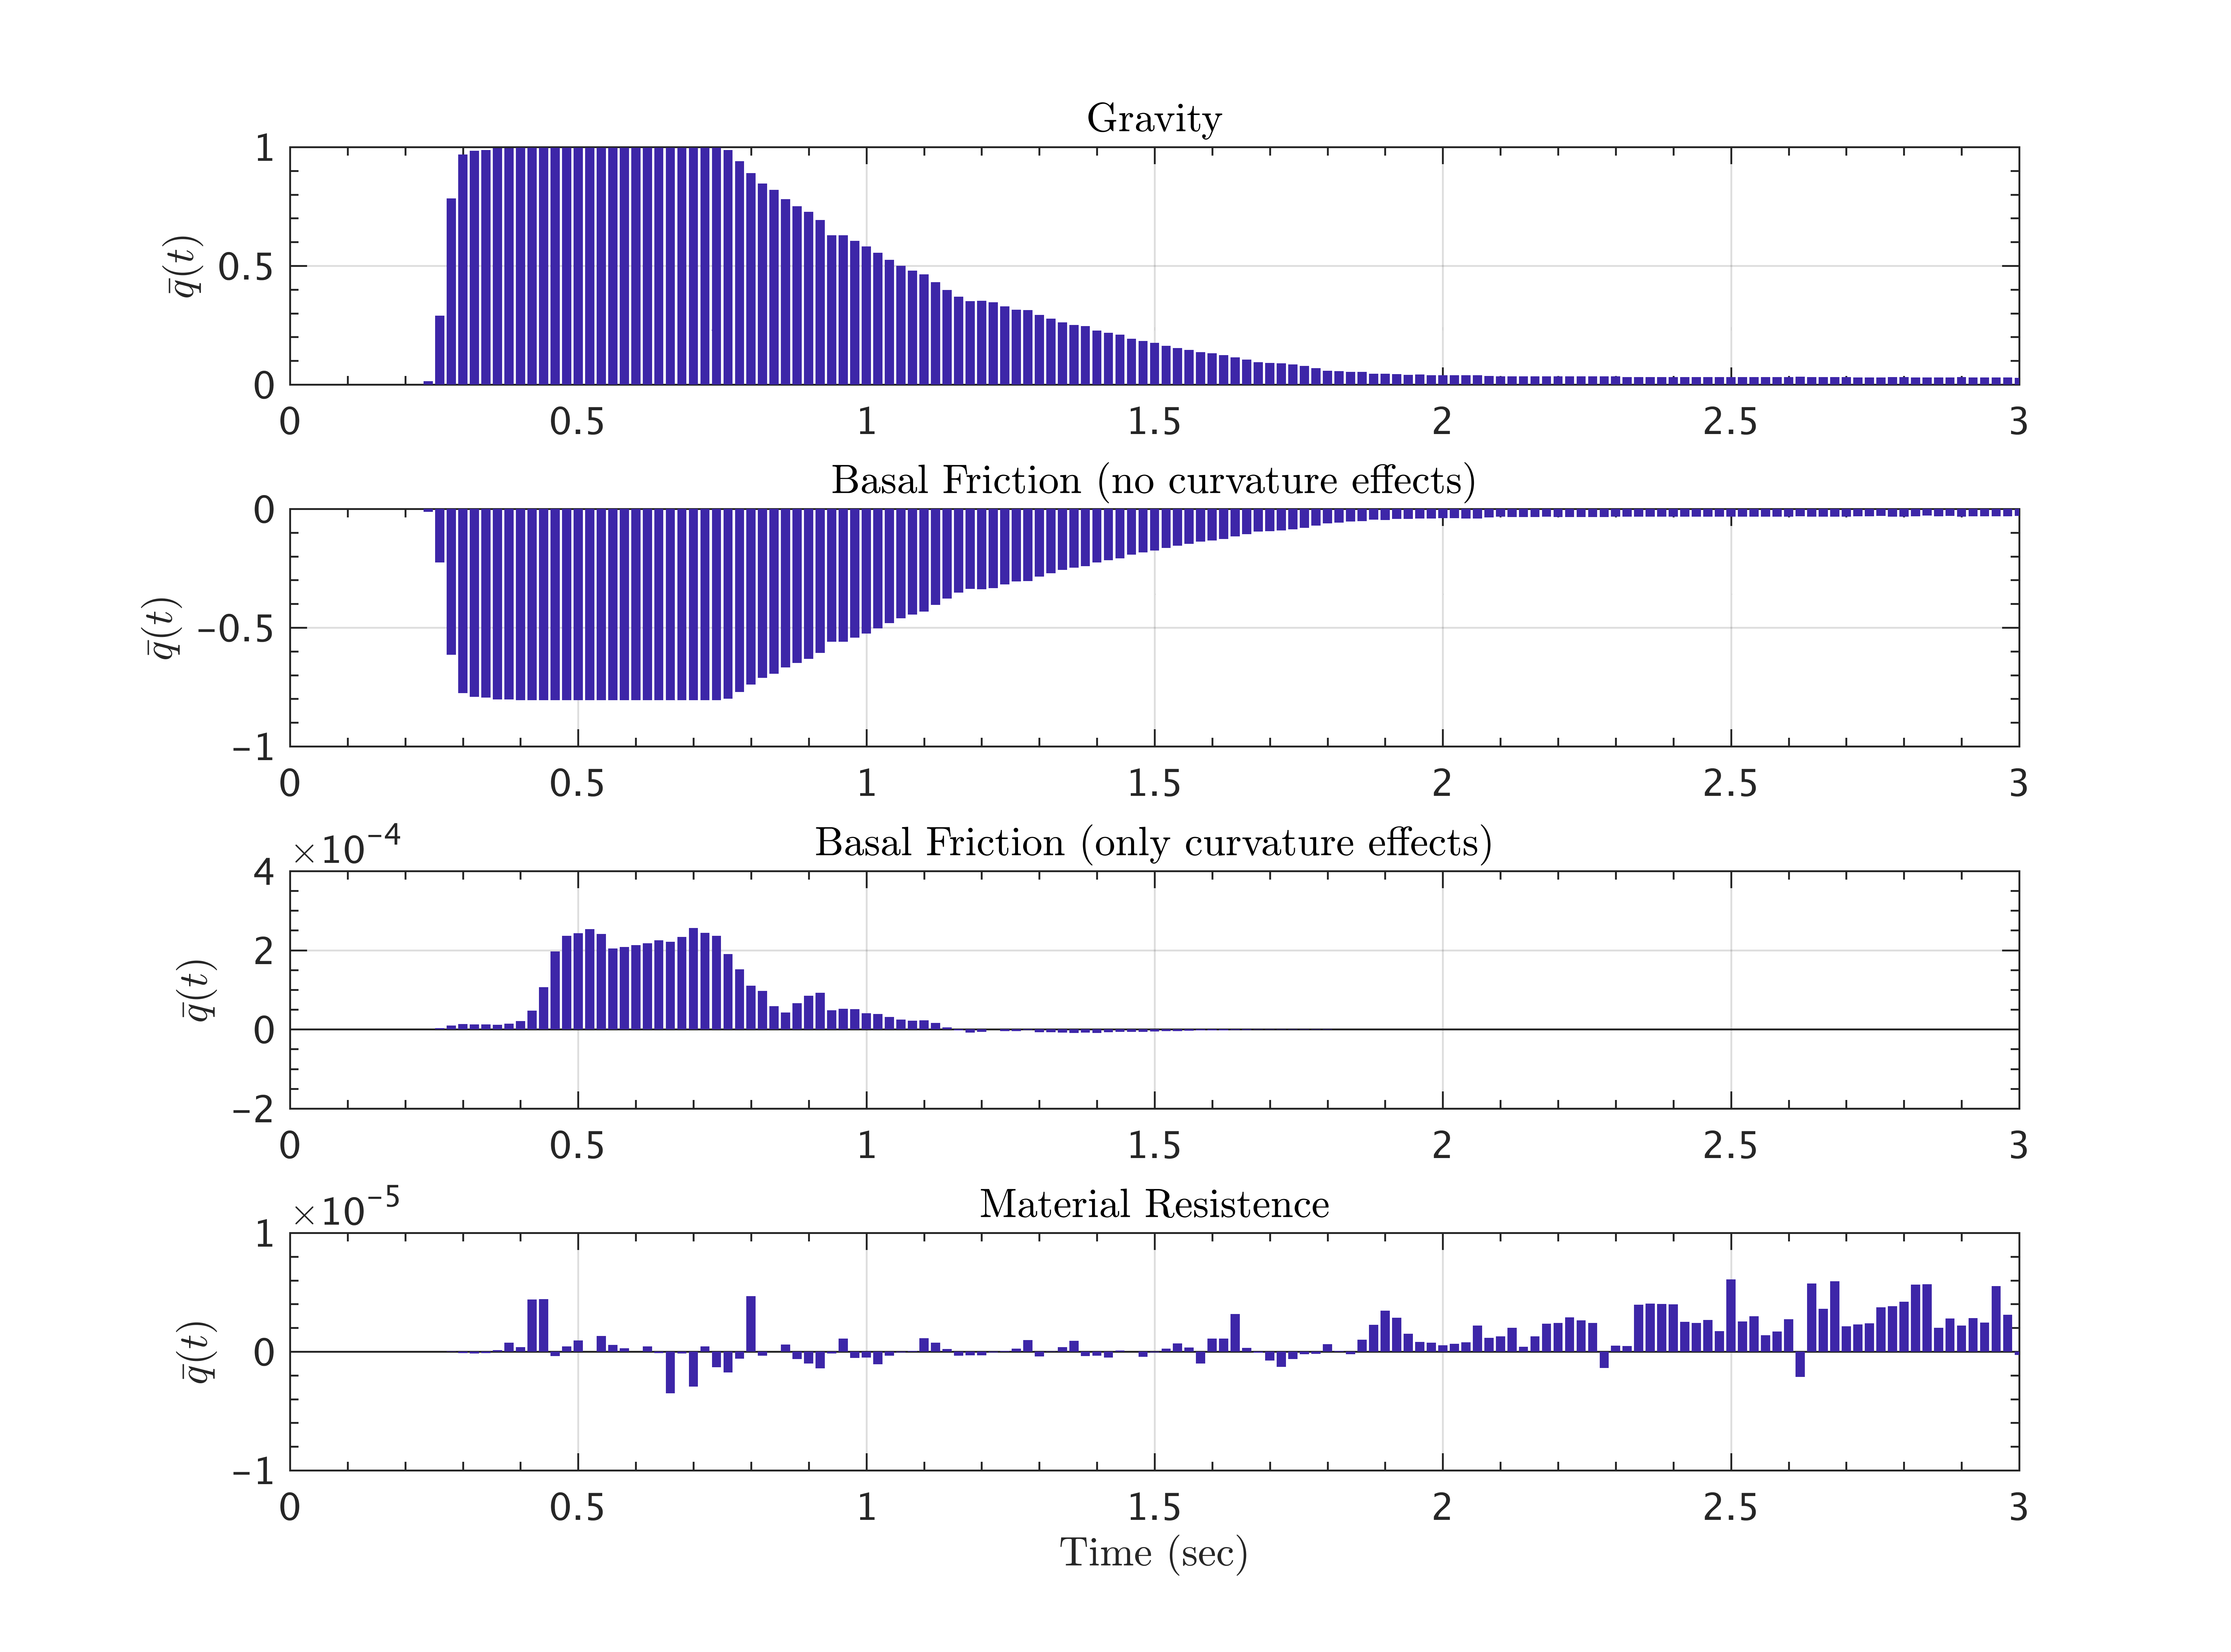 Gravity
1
0.5
0
q̄(t)
0 0.5 1 1.5 2 2.5 3
Basal Friction (no curvature effects)
0
−0.5
−1
q̄(t)
0 0.5 1 1.5 2 2.5 3
Basal Friction (only curvature effects)
×10⁻⁴
4
2
0
−2
q̄(t)
0 0.5 1 1.5 2 2.5 3
Material Resistence
×10⁻⁵
1
0
−1
q̄(t)
0 0.5 1 1.5 2 2.5 3
Time (sec)